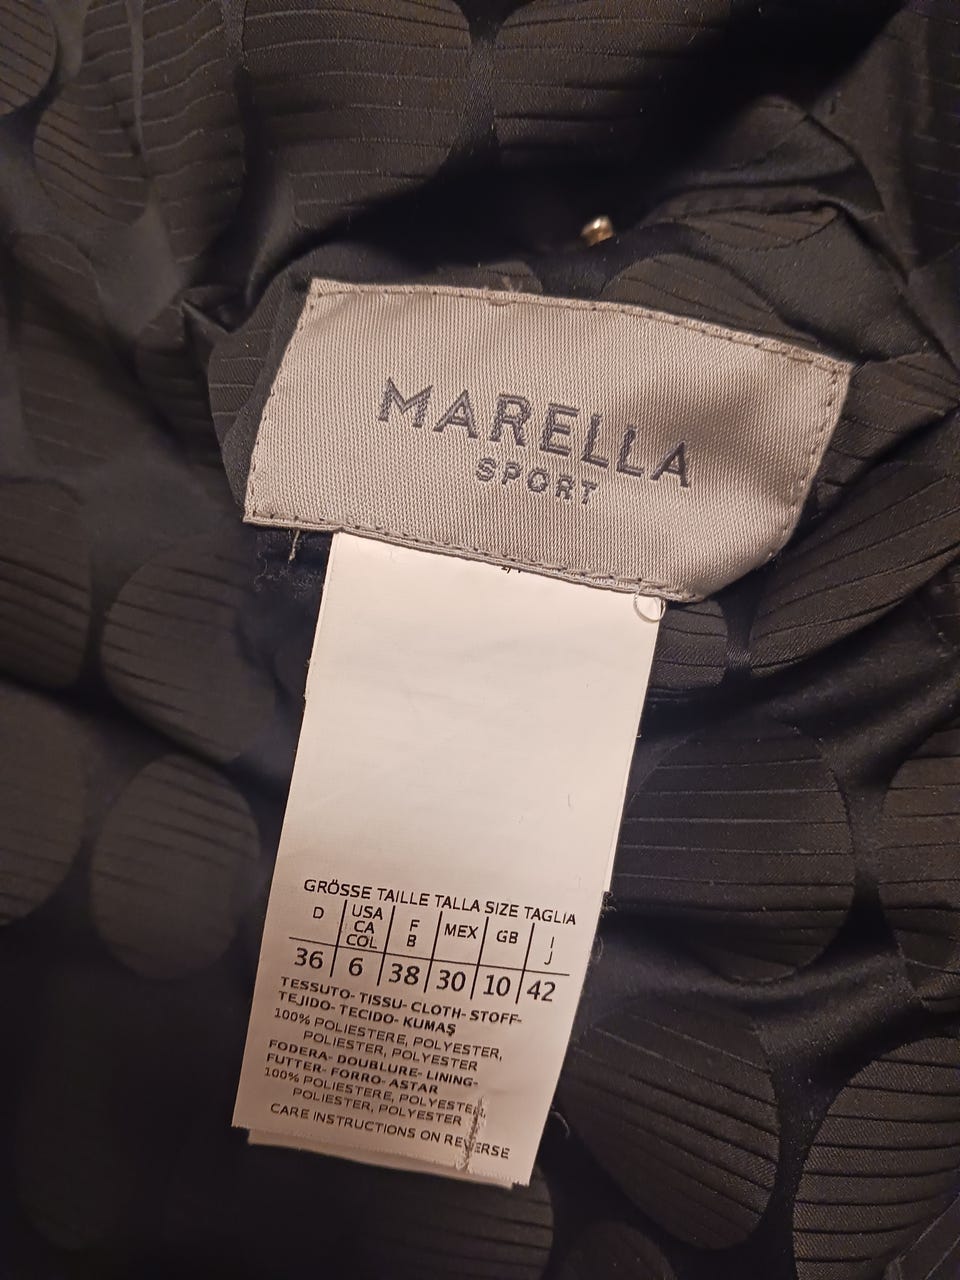 MARELLA
SPORT
GRÖSSE TAILLE TALLA SIZE TAGLIA
D USA CA COL F B MEX GB I J
36 6 38 30 10 42
TESSUTO- TISSU- CLOTH- STOFF-
TEJIDO- TECIDO- KUMAŞ
100% POLIESTERE, POLYESTER,
POLIESTER, POLYESTER
FODERA- DOUBLURE- LINING-
FUTTER- FORRO- ASTAR
100% POLIESTERE, POLYESTER,
POLIESTER, POLYESTER
CARE INSTRUCTIONS ON REVERSE